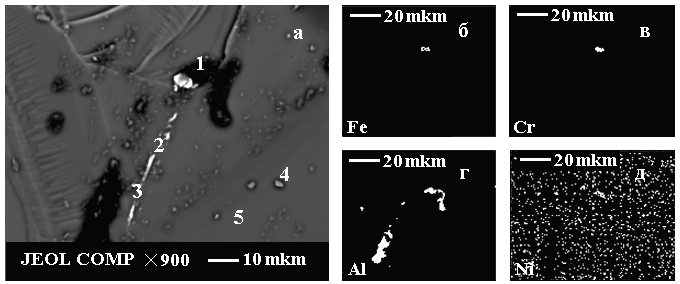 а
1
2
3
4
5
JEOL COMP ×900 10 mkm
20 mkm б
Fe
20 mkm в
Cr
20 mkm г
Al
20 mkm д
Ni